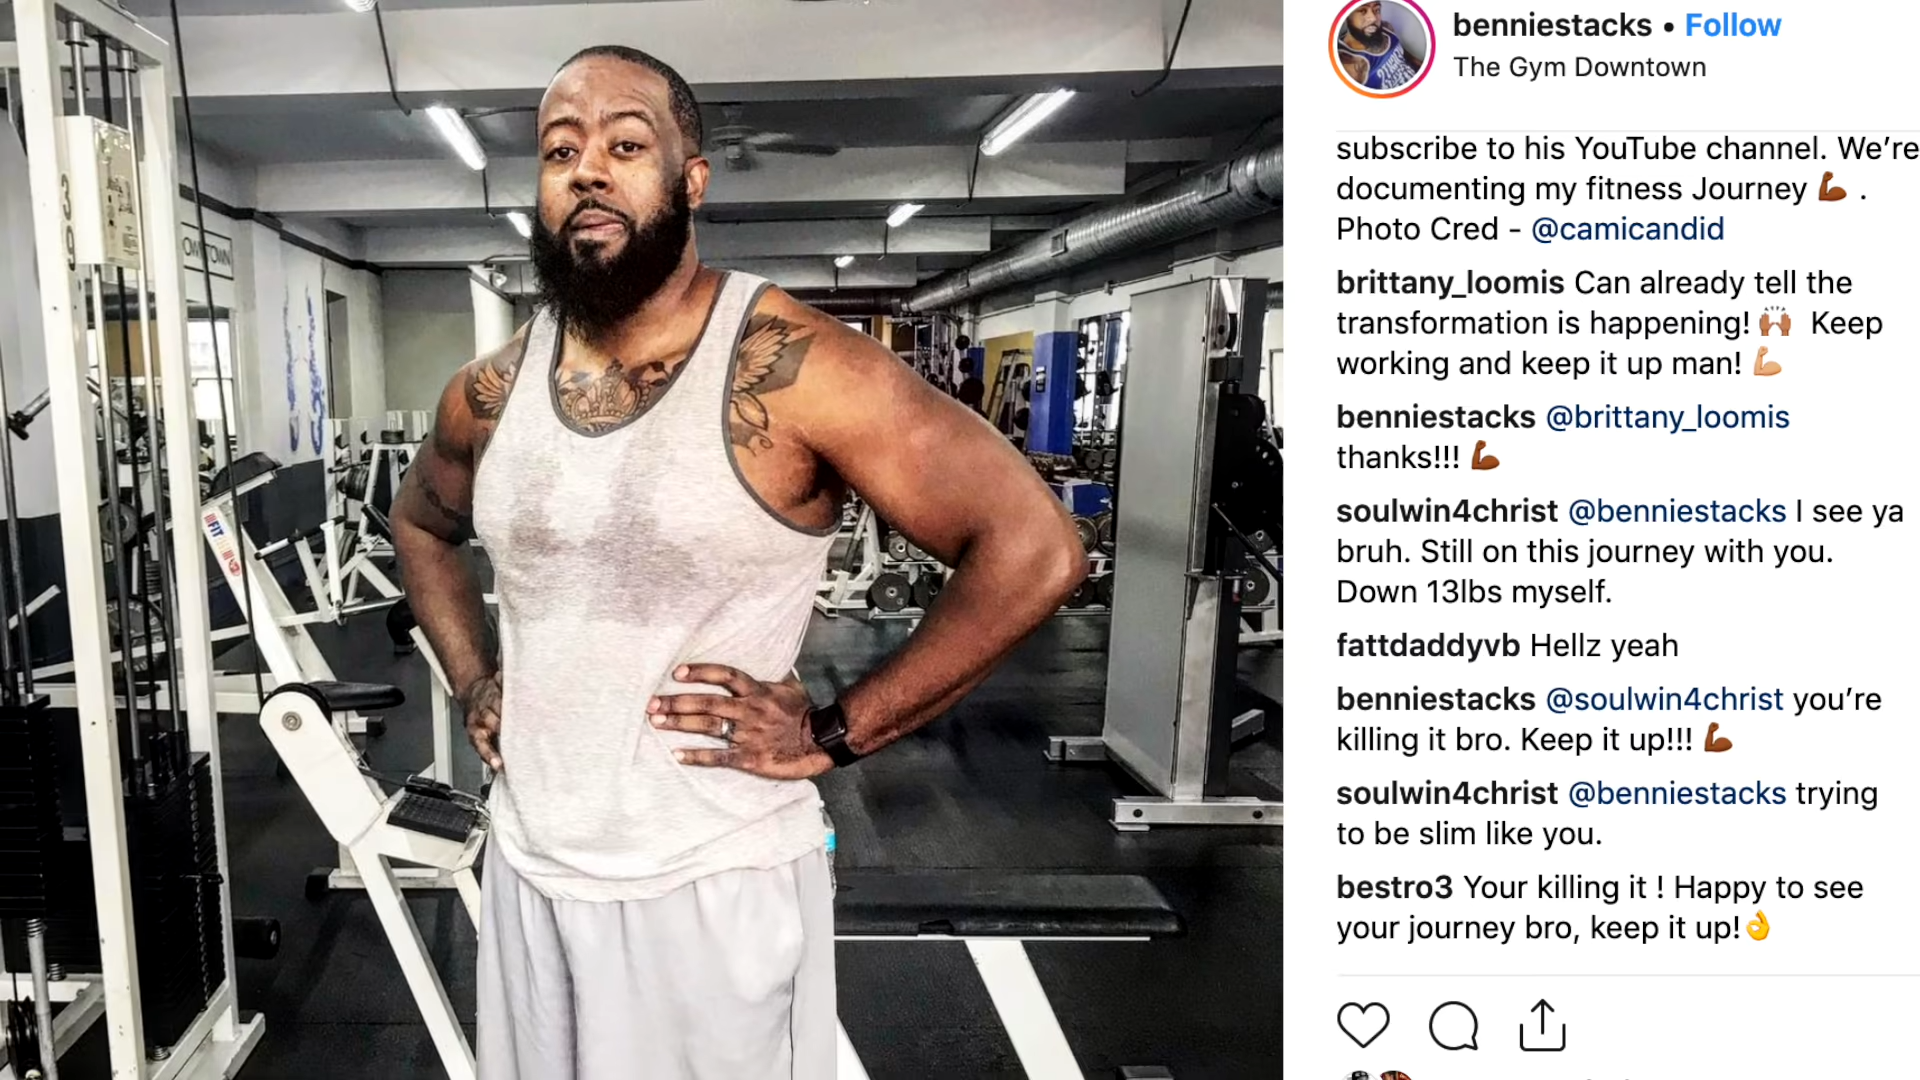 39
OWNTOWN
FIT
benniestacks • Follow
The Gym Downtown
subscribe to his YouTube channel. We’re
documenting my fitness Journey 💪🏾 .
Photo Cred - @camicandid
brittany_loomis Can already tell the
transformation is happening! 🙌🏽 Keep
working and keep it up man! 💪🏼
benniestacks @brittany_loomis
thanks!!! 💪🏾
soulwin4christ @benniestacks I see ya
bruh. Still on this journey with you.
Down 13lbs myself.
fattdaddyvb Hellz yeah
benniestacks @soulwin4christ you’re
killing it bro. Keep it up!!! 💪🏾
soulwin4christ @benniestacks trying
to be slim like you.
bestro3 Your killing it ! Happy to see
your journey bro, keep it up!👌